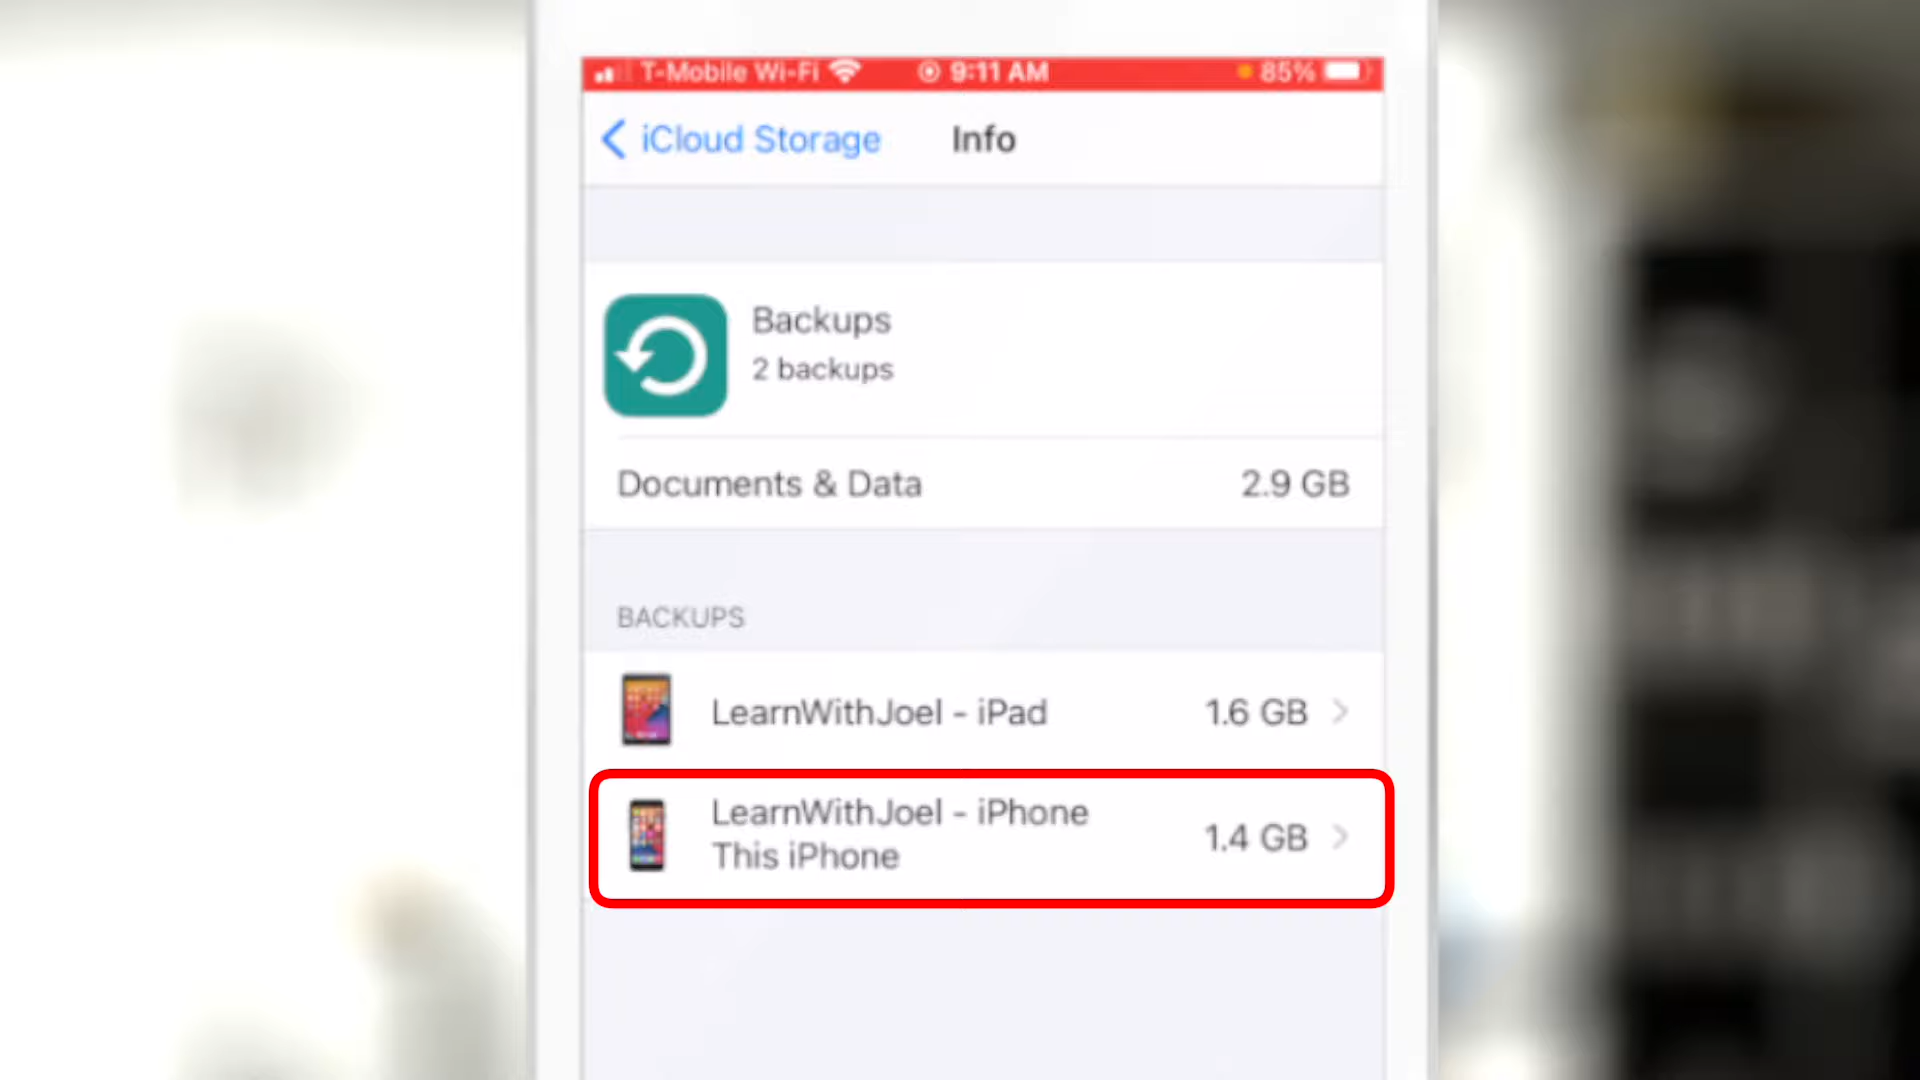 T-Mobile Wi-Fi 9:11 AM 85%
iCloud Storage Info
Backups
2 backups
Documents & Data 2.9 GB
BACKUPS
LearnWithJoel - iPad 1.6 GB
LearnWithJoel - iPhone
This iPhone
1.4 GB